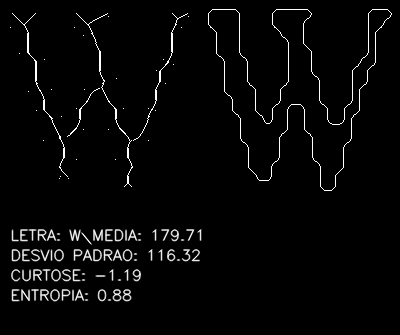 W W
LETRA: W\MEDIA: 179.71
DESVIO PADRAO: 116.32
CURTOSE: -1.19
ENTROPIA: 0.88